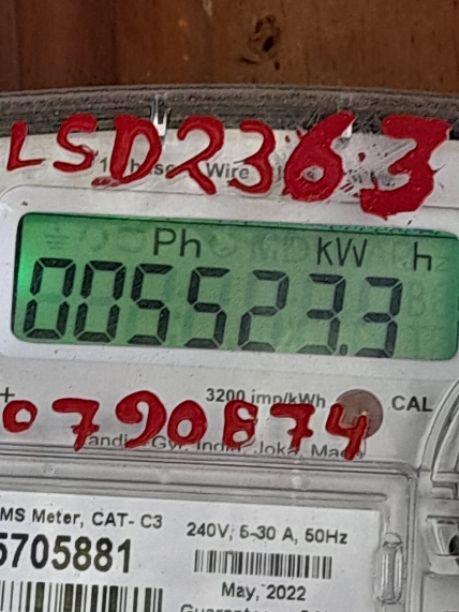 LSD2363
Wire
Ph kW h
005523.3
3200 imp/kWh
CAL
0790874
MS Meter, CAT- C3
240V, 5-30 A, 50Hz
5705881
May, 2022